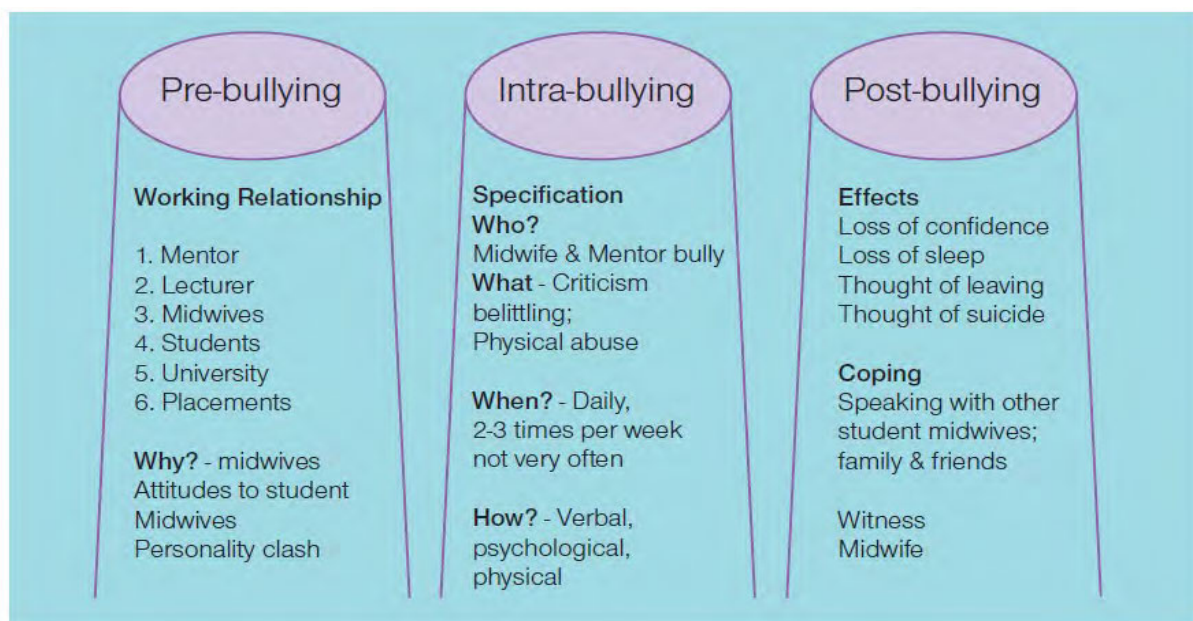 Pre-bullying
Working Relationship
1. Mentor
2. Lecturer
3. Midwives
4. Students
5. University
6. Placements
Why? - midwives
Attitudes to student
Midwives
Personality clash
Intra-bullying
Specification
Who?
Midwife & Mentor bully
What - Criticism
belittling;
Physical abuse
When? - Daily,
2-3 times per week
not very often
How? - Verbal,
psychological,
physical
Post-bullying
Effects
Loss of confidence
Loss of sleep
Thought of leaving
Thought of suicide
Coping
Speaking with other
student midwives;
family & friends
Witness
Midwife